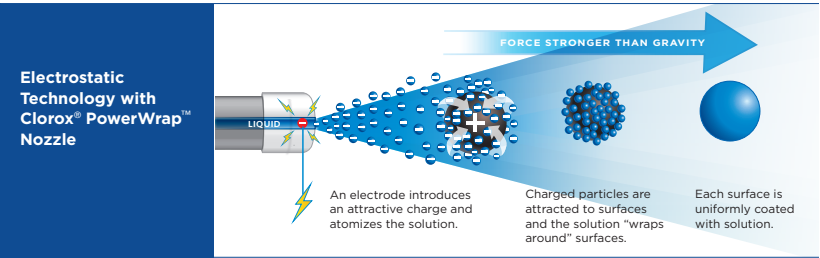 Electrostatic
Technology with
Clorox® PowerWrap™
Nozzle
FORCE STRONGER THAN GRAVITY
LIQUID
An electrode introduces
an attractive charge and
atomizes the solution.
Charged particles are
attracted to surfaces
and the solution “wraps
around” surfaces.
Each surface is
uniformly coated
with solution.